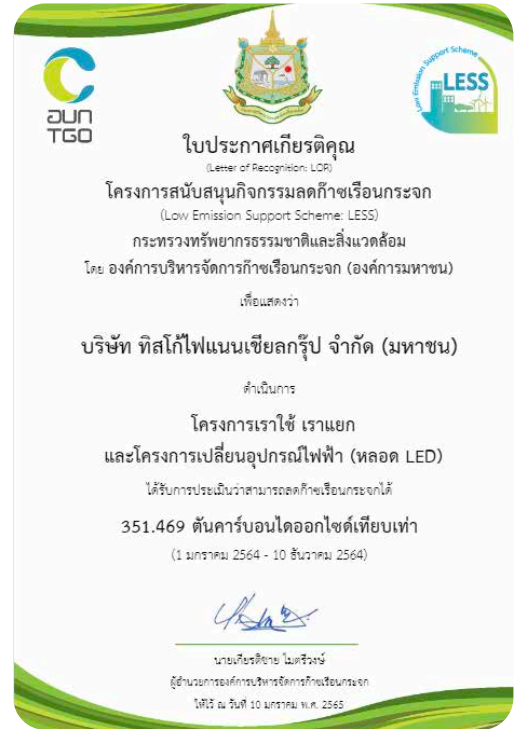 อบก
TGO
Low Emission Support Scheme
LESS
ใบประกาศเกียรติคุณ
(Letter of Recognition: LOR)
โครงการสนับสนุนกิจกรรมลดก๊าซเรือนกระจก
(Low Emission Support Scheme: LESS)
กระทรวงทรัพยากรธรรมชาติและสิ่งแวดล้อม
โดย องค์การบริหารจัดการก๊าซเรือนกระจก (องค์การมหาชน)
เพื่อแสดงว่า
บริษัท ทิสโก้ไฟแนนเชียลกรุ๊ป จำกัด (มหาชน)
ดำเนินการ
โครงการเราใช้ เราแยก
และโครงการเปลี่ยนอุปกรณ์ไฟฟ้า (หลอด LED)
ได้รับการประเมินว่าสามารถลดก๊าซเรือนกระจกได้
351.469 ตันคาร์บอนไดออกไซด์เทียบเท่า
(1 มกราคม 2564 - 10 ธันวาคม 2564)
นายเกียรติชาย ไมตรีวงษ์
ผู้อำนวยการองค์การบริหารจัดการก๊าซเรือนกระจก
ให้ไว้ ณ วันที่ 10 มกราคม พ.ศ. 2565